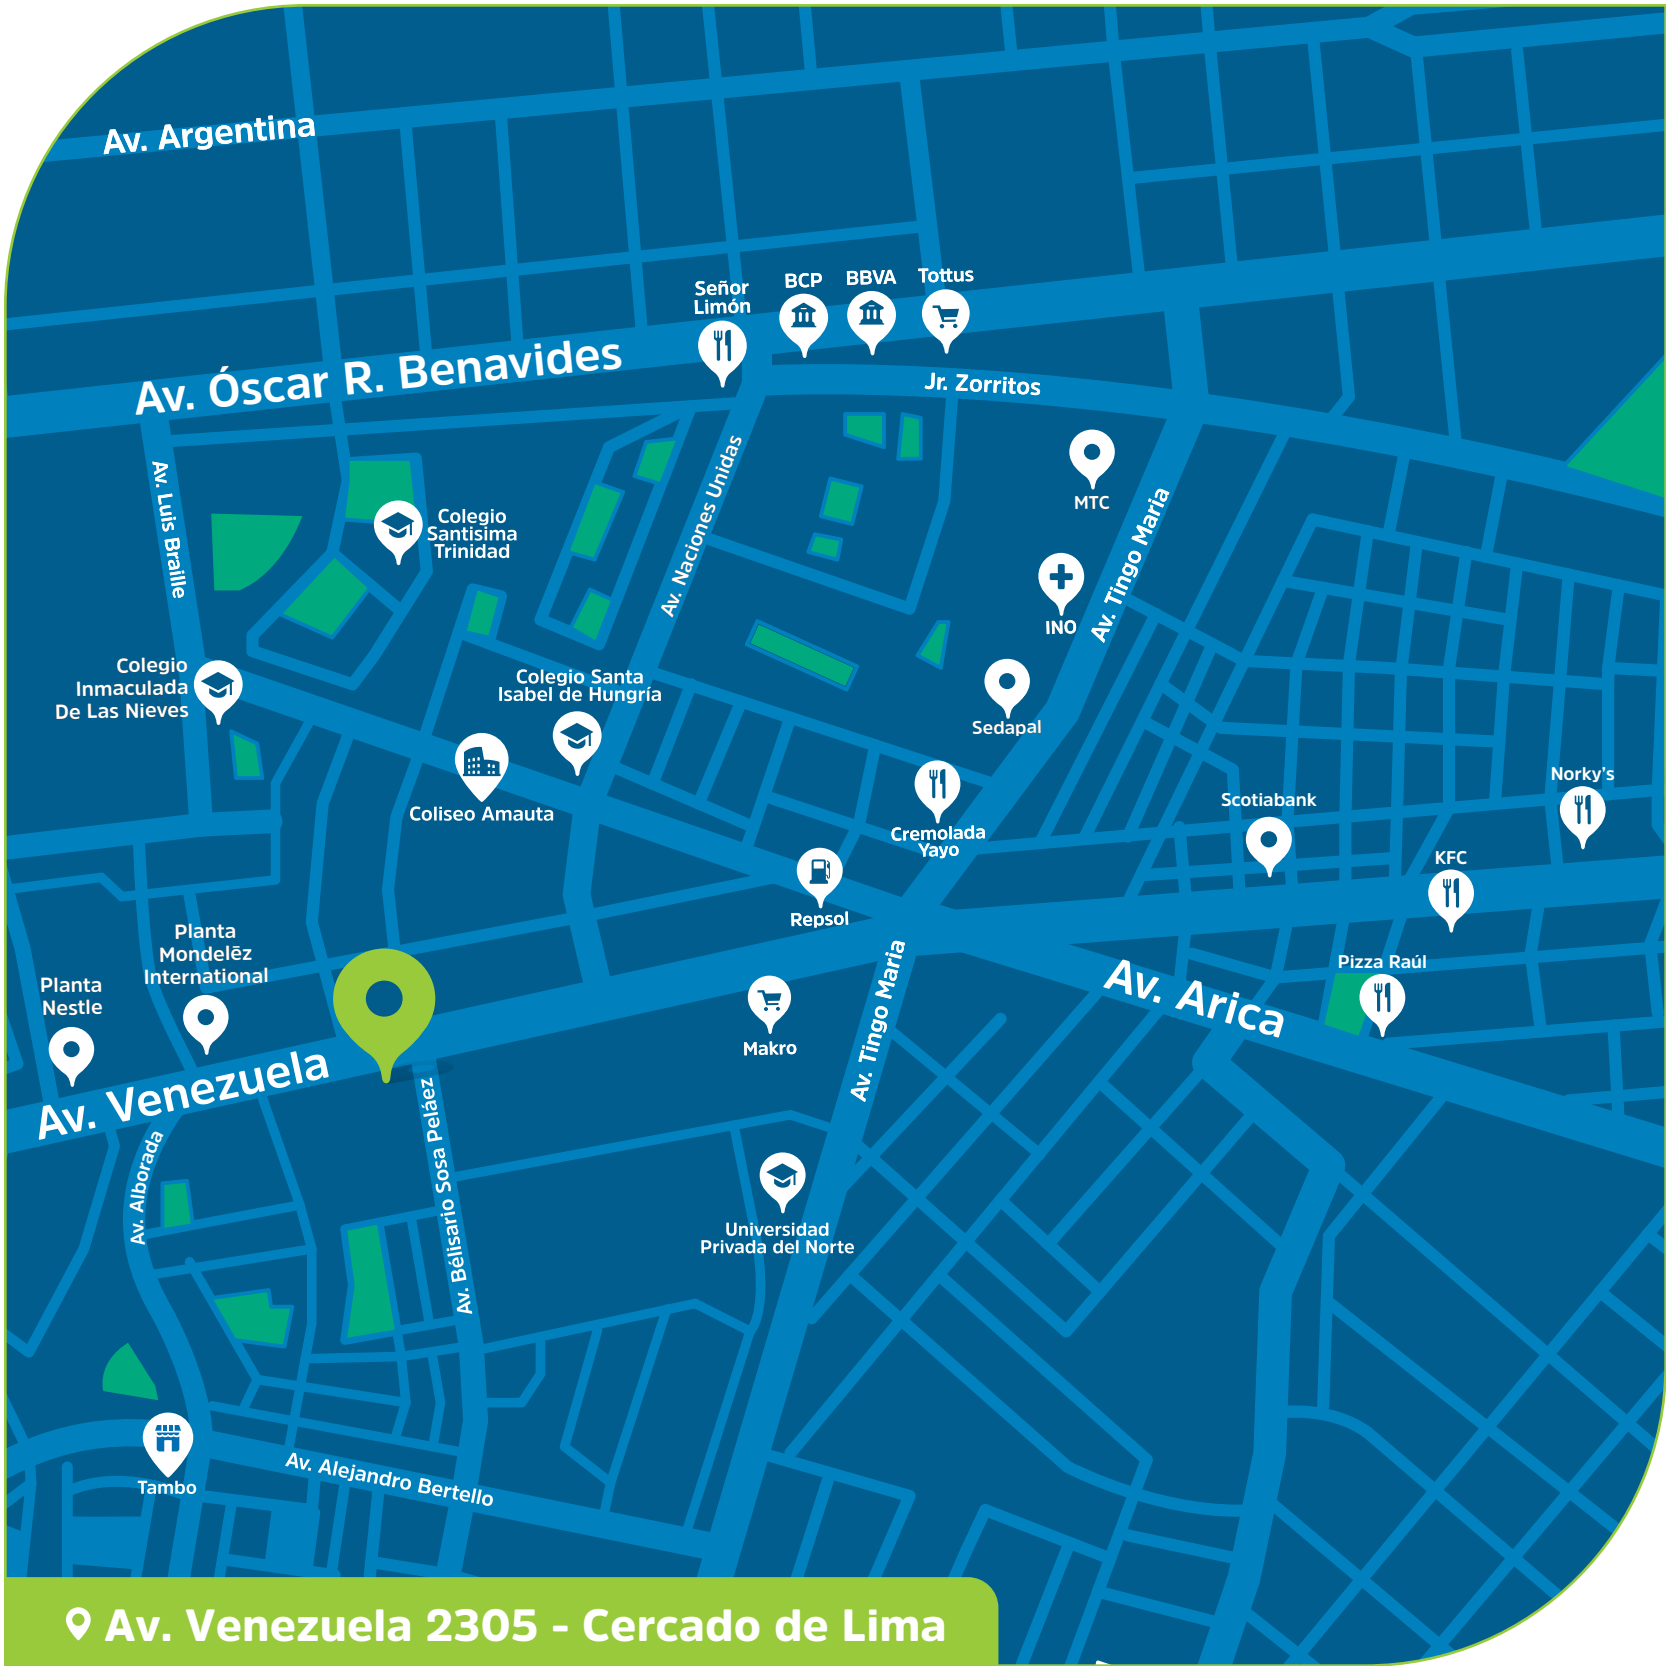 Av. Argentina
Señor
Limón
BCP
BBVA
Tottus
Av. Óscar R. Benavides
Jr. Zorritos
Av. Luis Braille
Av. Naciones Unidas
MTC
Av. Tingo Maria
Colegio
Santisima
Trinidad
INO
Colegio
Inmaculada
De Las Nieves
Colegio Santa
Isabel de Hungría
Sedapal
Coliseo Amauta
Cremolada
Yayo
Scotiabank
Norky's
KFC
Repsol
Planta
Mondelēz
International
Planta
Nestle
Pizza Raúl
Av. Arica
Av. Tingo Maria
Makro
Av. Venezuela
Av. Alborada
Av. Bélisario Sosa Peláez
Universidad
Privada del Norte
Tambo
Av. Alejandro Bertello
Av. Venezuela 2305 - Cercado de Lima